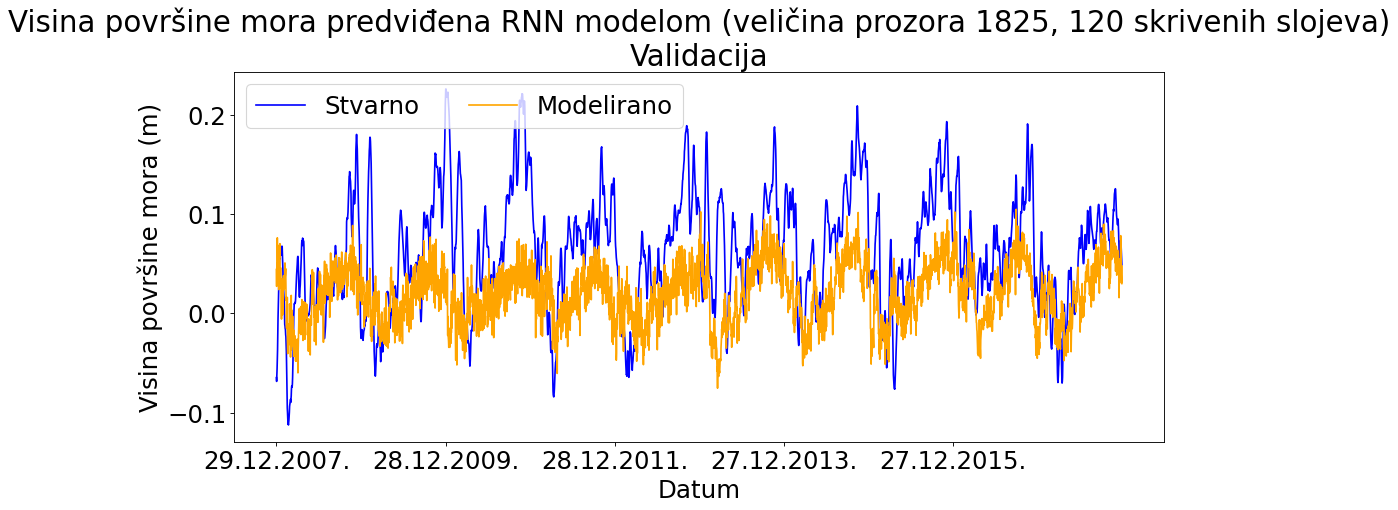 Visina površine mora predviđena RNN modelom (veličina prozora 1825, 120 skrivenih slojeva)
Validacija
Stvarno
Modelirano
Visina površine mora (m)
0.2
0.1
0.0
−0.1
29.12.2007.
28.12.2009.
28.12.2011.
27.12.2013.
27.12.2015.
Datum